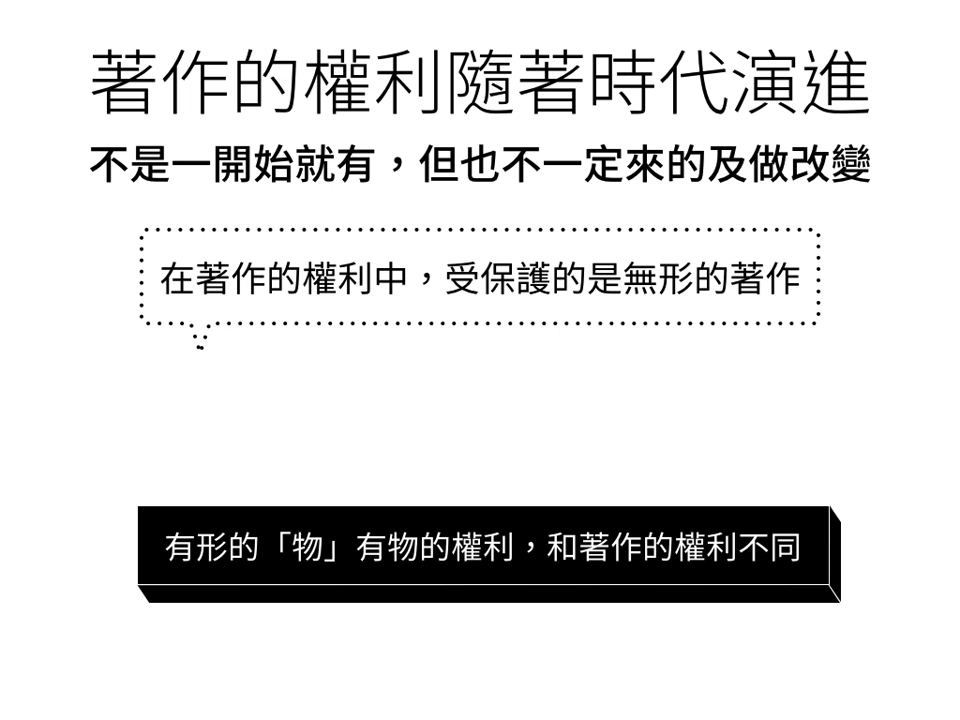 著作的權利隨著時代演進
不是一開始就有，但也不一定來的及做改變
在著作的權利中，受保護的是無形的著作
有形的「物」有物的權利，和著作的權利不同